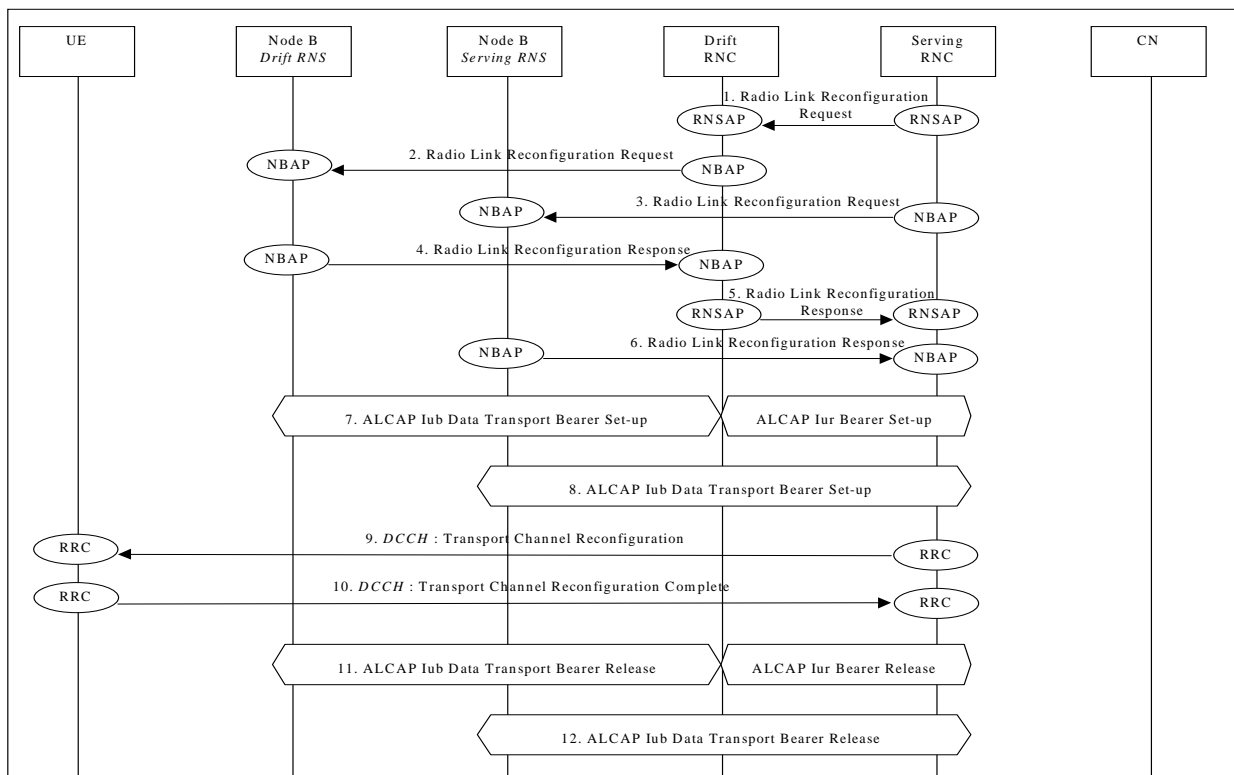 UE
Node B
Drift RNS
Node B
Serving RNS
Drift
RNC
Serving
RNC
CN
1. Radio Link Reconfiguration
Request
RNSAP
RNSAP
2. Radio Link Reconfiguration Request
NBAP
NBAP
3. Radio Link Reconfiguration Request
NBAP
NBAP
4. Radio Link Reconfiguration Response
NBAP
NBAP
5. Radio Link Reconfiguration
Response
RNSAP
RNSAP
6. Radio Link Reconfiguration Response
NBAP
NBAP
7. ALCAP Iub Data Transport Bearer Set-up
ALCAP Iur Bearer Set-up
8. ALCAP Iub Data Transport Bearer Set-up
9. DCCH : Transport Channel Reconfiguration
RRC
RRC
10. DCCH : Transport Channel Reconfiguration Complete
RRC
RRC
11. ALCAP Iub Data Transport Bearer Release
ALCAP Iur Bearer Release
12. ALCAP Iub Data Transport Bearer Release